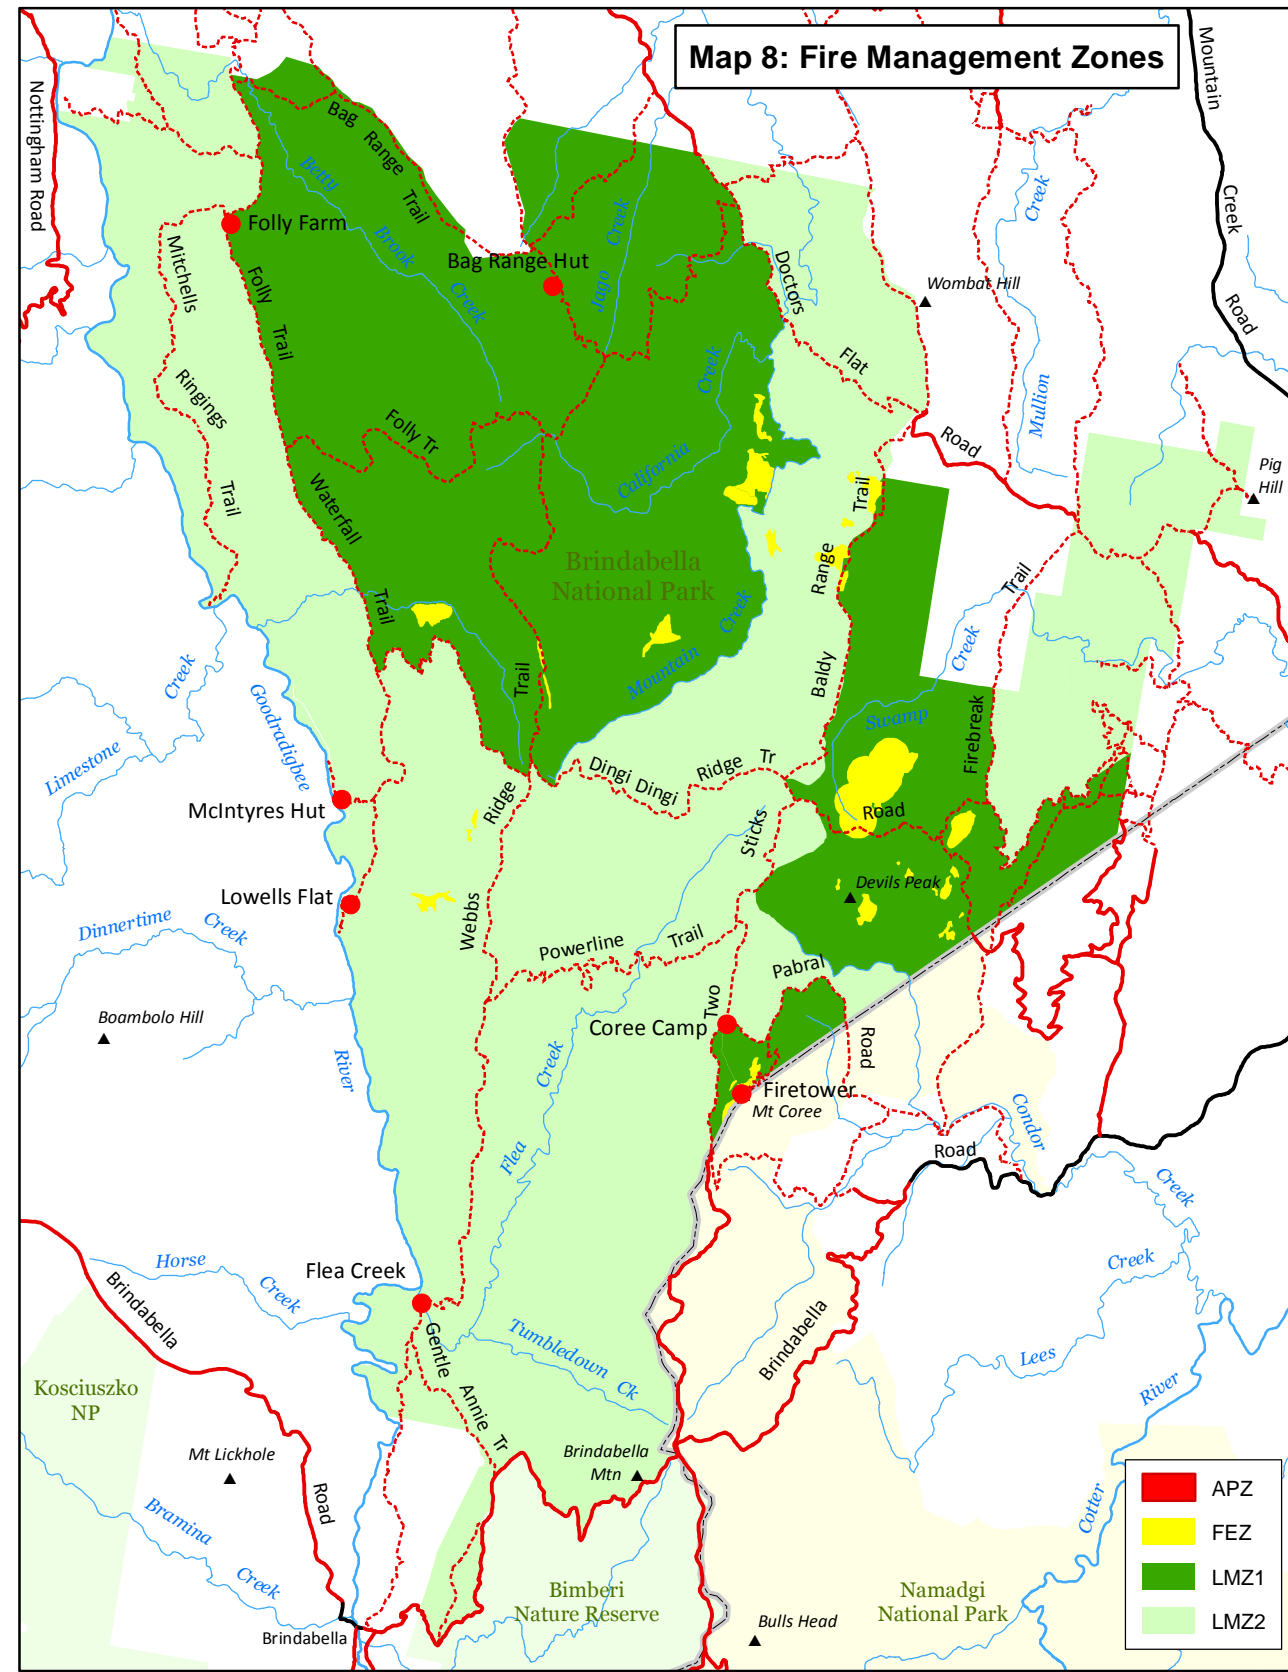 Map 8: Fire Management Zones
Nottingham Road
Mountain
Creek
Road
Bag
Range
Trail
Betty
Brook
Creek
Folly Farm
Bag Range Hut
Jago
Creek
Mitchells
Ringings
Trail
Folly
Trail
Doctors
Flat
Wombat Hill
Creek
Mullion
Creek
California
Folly Tr
Waterfall
Trail
Road
Pig
Hill
Trail
Range
Baldy
Brindabella
National Park
Creek
Mountain
Trail
Trail
Creek
Swamp
Firebreak
Creek
Limestone
Goodradigbee
McIntyres Hut
Dingi
Dingi
Ridge
Tr
Ridge
Webbs
Sticks
Road
Lowells Flat
Devils Peak
Dinnertime
Creek
Powerline
Trail
Pabral
Two
Boambolo Hill
Coree Camp
River
Creek
Road
Firetower
Mt Coree
Condor
Flea
Road
Creek
Horse
Creek
Flea Creek
Brindabella
Gentle
Annie
Tr
Tumbledown
Ck
Brindabella
Creek
Lees
River
Cotter
Kosciuszko
NP
Mt Lickhole
Road
Brindabella
Mtn
Bramina
Creek
Brindabella
Bimberi
Nature Reserve
Namadgi
National Park
Bulls Head
APZ
FEZ
LMZ1
LMZ2